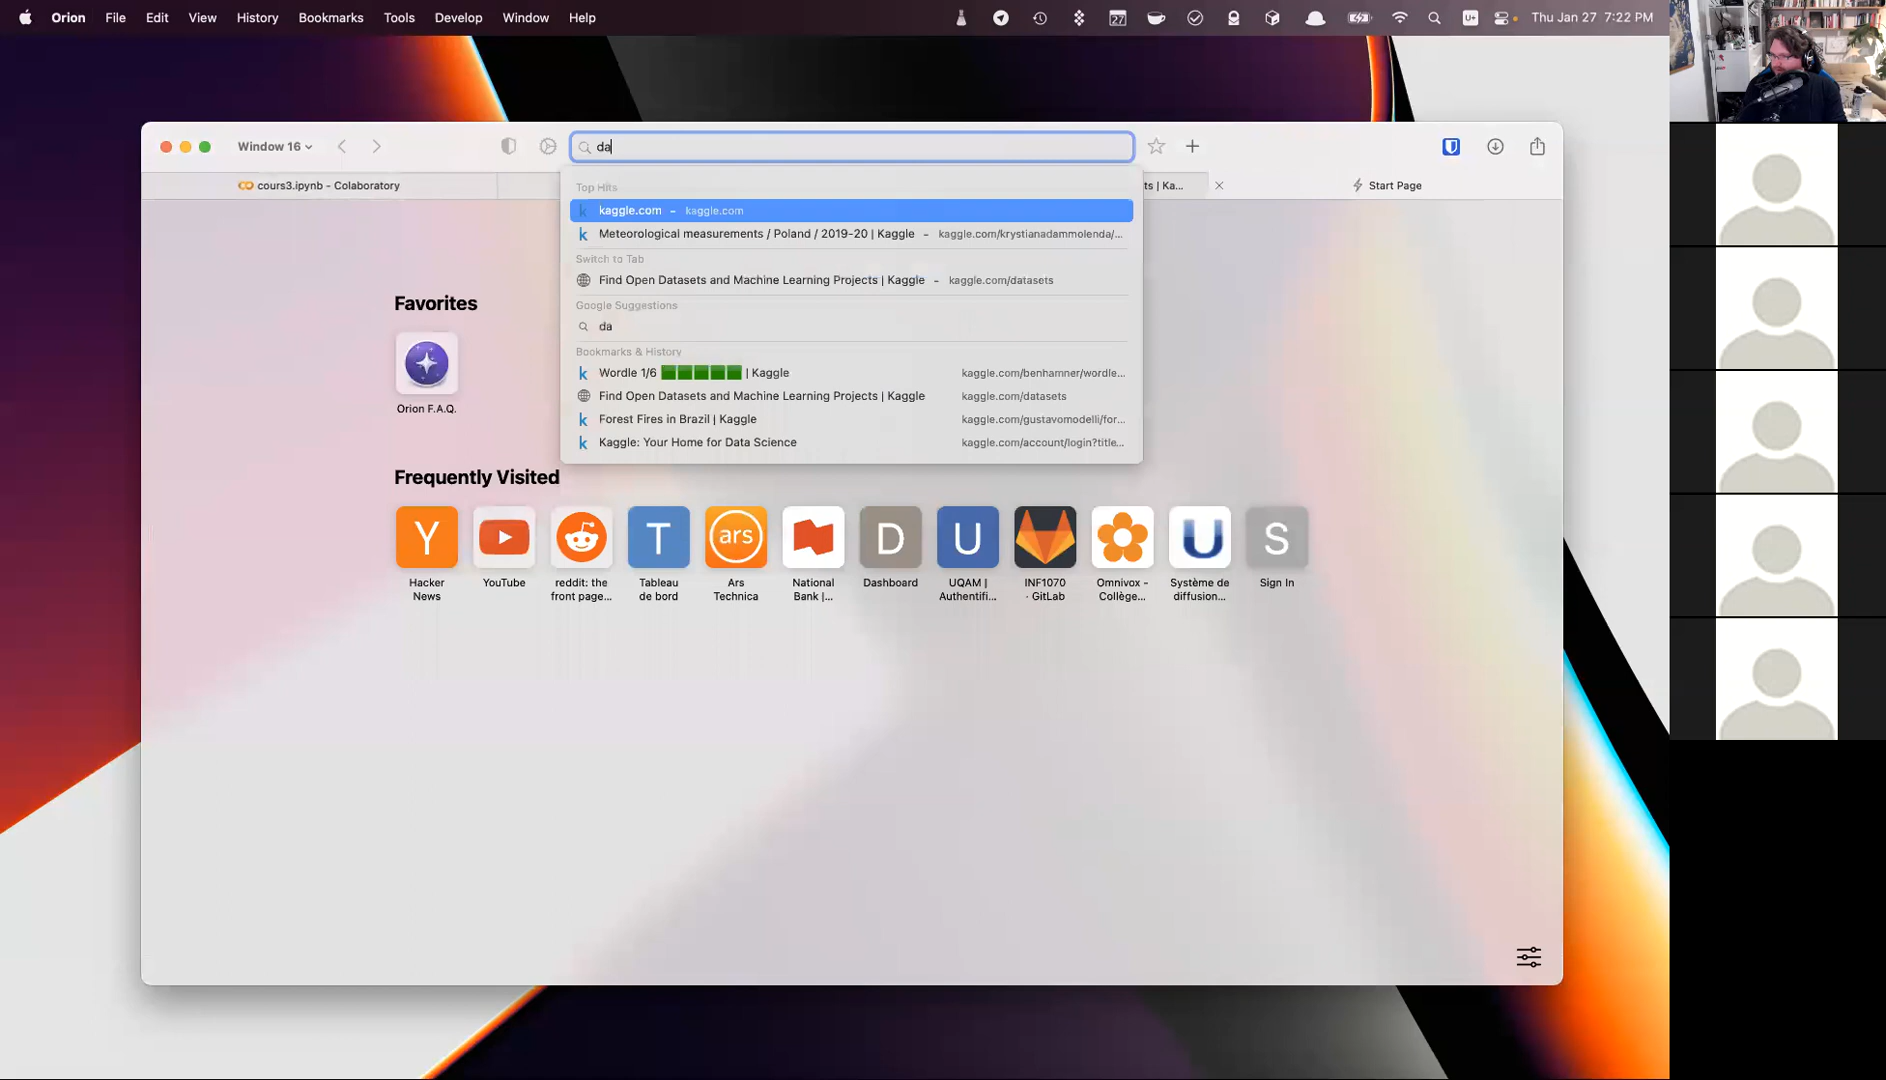 Orion File Edit View History Bookmarks Tools Develop Window Help 27 U+ Thu Jan 27 7:22 PM
Window 16 da
cours3.ipynb - Colaboratory ts | Ka... Start Page
Top Hits
kaggle.com – kaggle.com
Meteorological measurements / Poland / 2019-20 | Kaggle – kaggle.com/krystianadammolenda/...
Switch to Tab
Find Open Datasets and Machine Learning Projects | Kaggle – kaggle.com/datasets
Google Suggestions
da
Bookmarks & History
Wordle 1/6 🟩🟩🟩🟩🟩 | Kaggle kaggle.com/benhamner/wordle...
Find Open Datasets and Machine Learning Projects | Kaggle kaggle.com/datasets
Forest Fires in Brazil | Kaggle kaggle.com/gustavomodelli/for...
Kaggle: Your Home for Data Science kaggle.com/account/login?title...
Favorites
Orion F.A.Q.
Frequently Visited
Y T ars D U U S
Hacker News
YouTube
reddit: the front page...
Tableau de bord
Ars Technica
National Bank |...
Dashboard
UQAM | Authentifi...
INF1070 · GitLab
Omnivox - Collège...
Système de diffusion...
Sign In